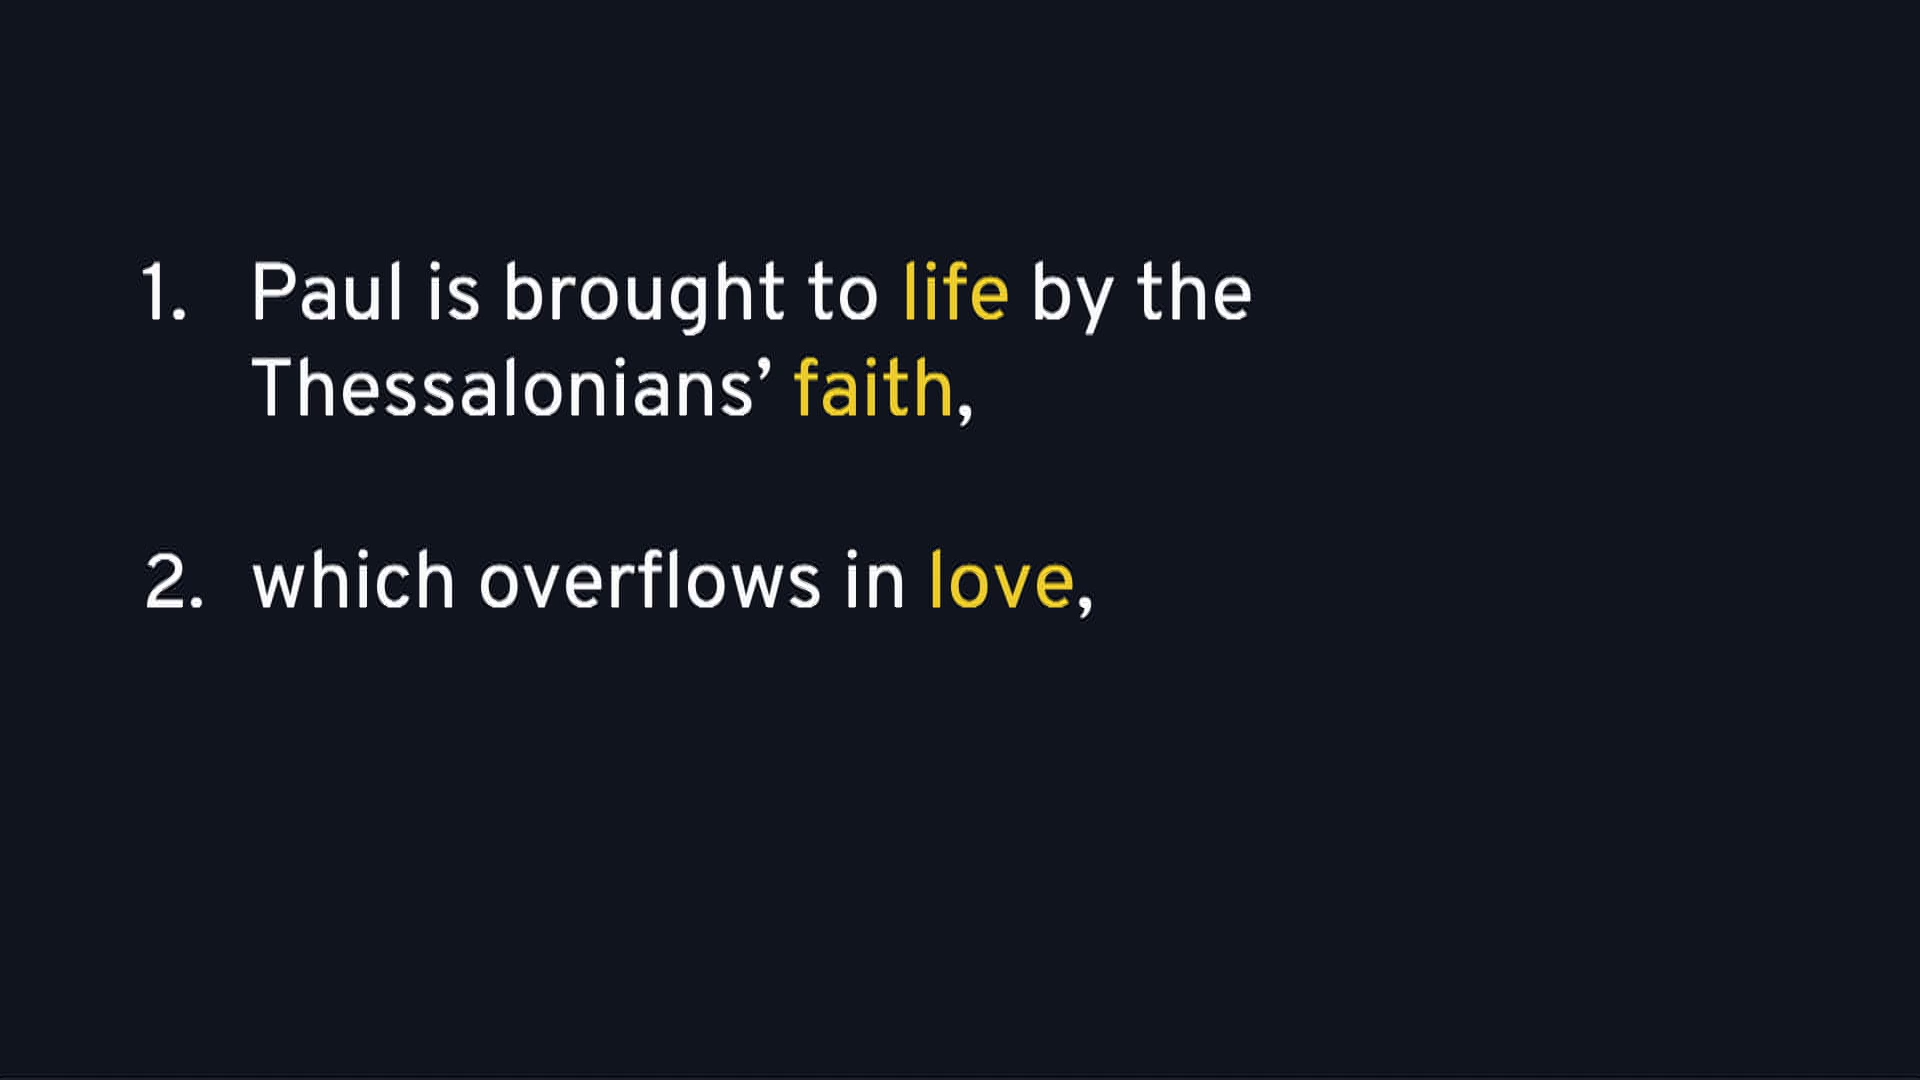 1. Paul is brought to life by the
Thessalonians’ faith,
2. which overflows in love,